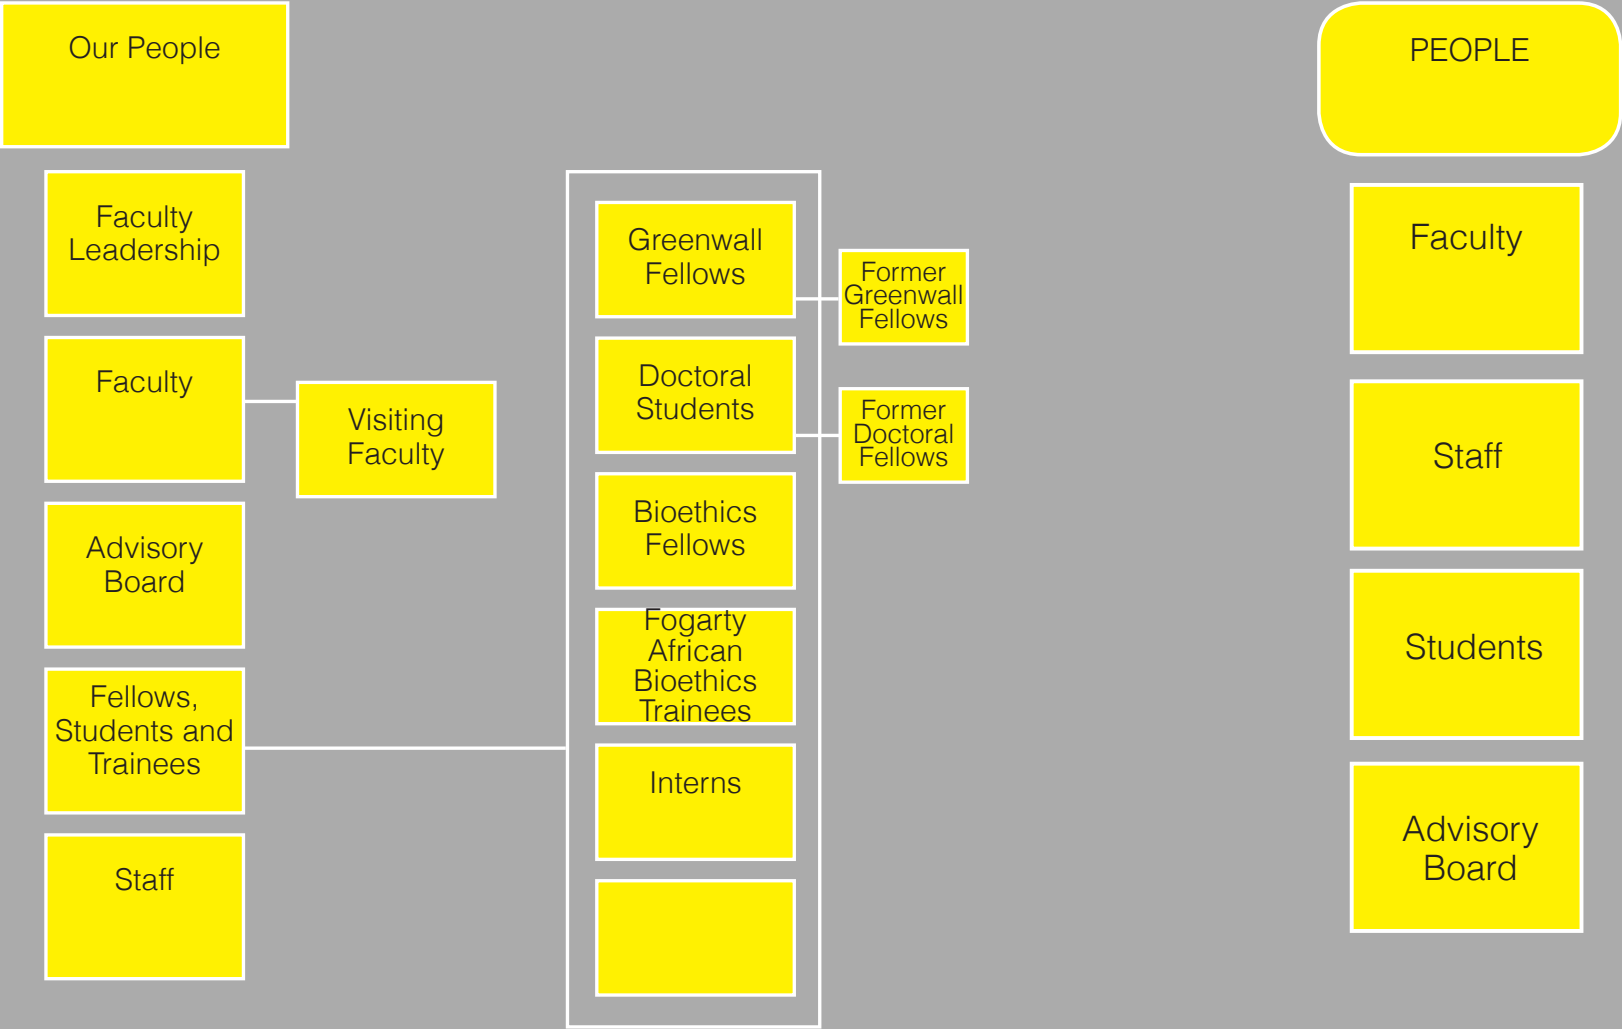 Our People
Faculty
Leadership
Faculty
Visiting
Faculty
Advisory
Board
Fellows,
Students and
Trainees
Staff
Greenwall
Fellows
Former
Greenwall
Fellows
Doctoral
Students
Former
Doctoral
Fellows
Bioethics
Fellows
Fogarty
African
Bioethics
Trainees
Interns
PEOPLE
Faculty
Staff
Students
Advisory
Board